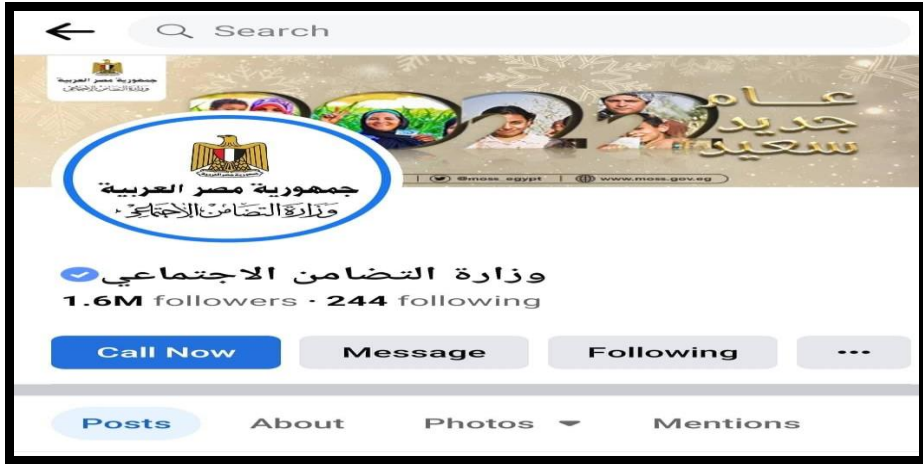 Search
جمهورية مصر العربية
وزارة التضامن الاجتماعي
2022
عام
جديد
سعيد
@moss_egypt | www.moss.gov.eg
جمهورية مصر العربية
وزارة التضامن الاجتماعي
وزارة التضامن الاجتماعي
1.6M followers · 244 following
Call Now Message Following ...
Posts About Photos Mentions